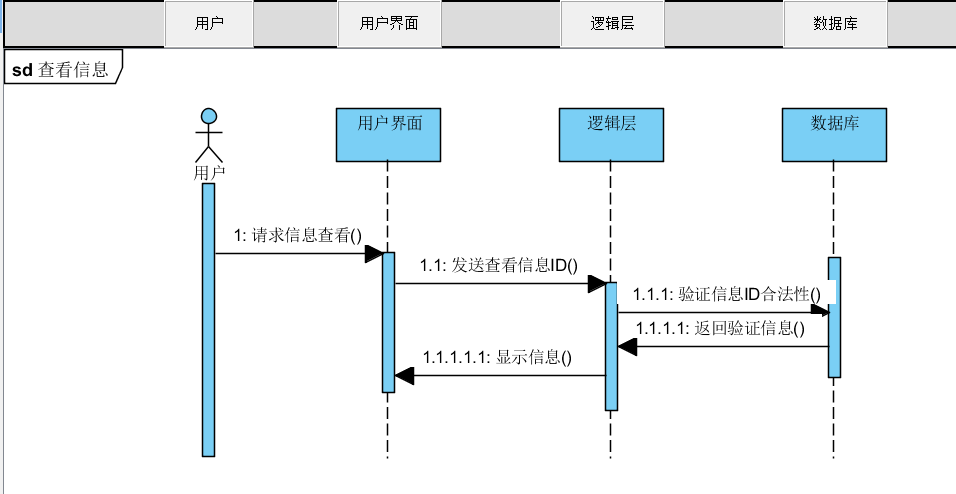 用户 用户界面 逻辑层 数据库
sd 查看信息
用户界面 逻辑层 数据库
用户
1: 请求信息查看()
1.1: 发送查看信息ID()
1.1.1: 验证信息ID合法性()
1.1.1.1: 返回验证信息()
1.1.1.1.1: 显示信息()